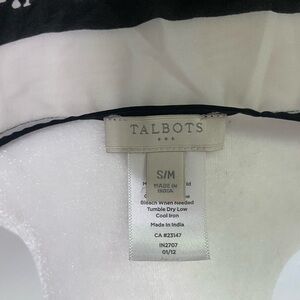 TALBOTS
S/M
MADE IN
INDIA
Bleach When Needed
Tumble Dry Low
Cool Iron
Made in India
CA #23147
IN2707
01/12